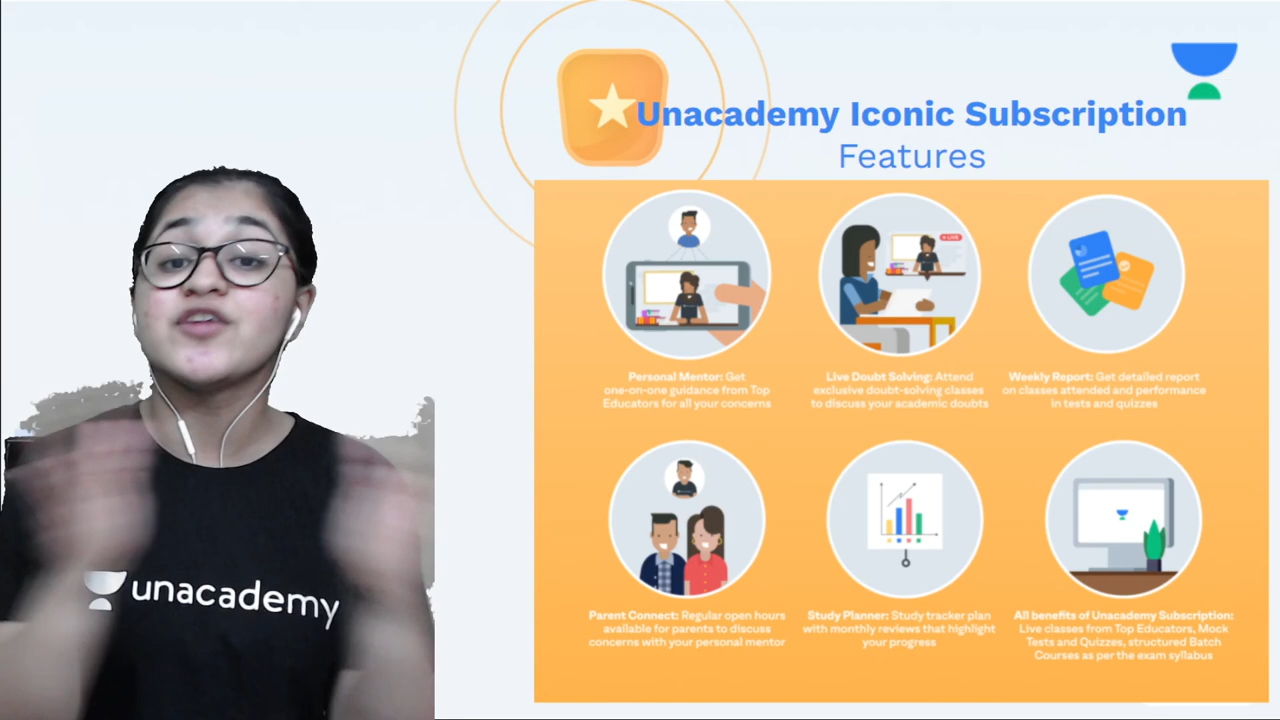 Unacademy Iconic Subscription
Features
LIVE
Personal Mentor: Get
one-on-one guidance from Top
Educators for all your concerns
Live Doubt Solving: Attend
exclusive doubt-solving classes
to discuss your academic doubts
Weekly Report: Get detailed report
on classes attended and performance
in tests and quizzes
Parent Connect: Regular open hours
available for parents to discuss
concerns with your personal mentor
Study Planner: Study tracker plan
with monthly reviews that highlight
your progress
All benefits of Unacademy Subscription:
Live classes from Top Educators, Mock
Tests and Quizzes, structured Batch
Courses as per the exam syllabus
unacademy